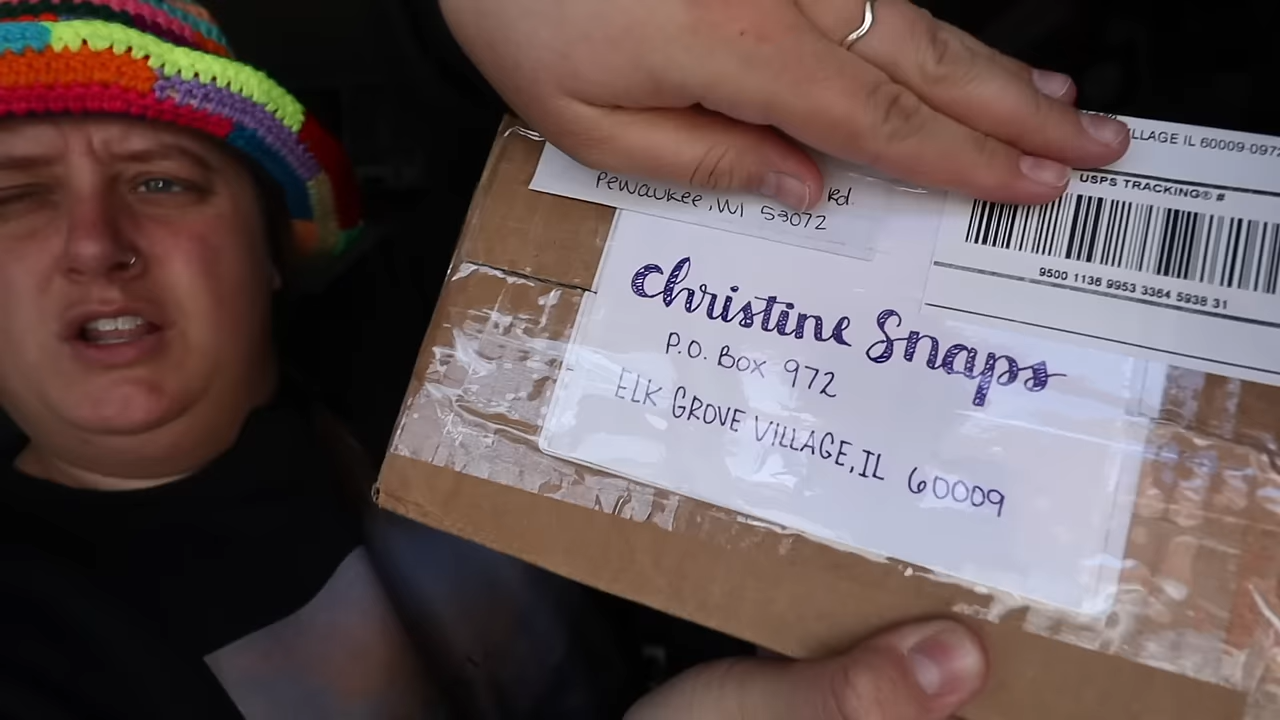 Rd.
Pewaukee, WI 53072
Christine Snaps
P.O. Box 972
ELK GROVE VILLAGE, IL 60009
VILLAGE IL 60009-0972
USPS TRACKING® #
9500 1136 9953 3364 5938 31